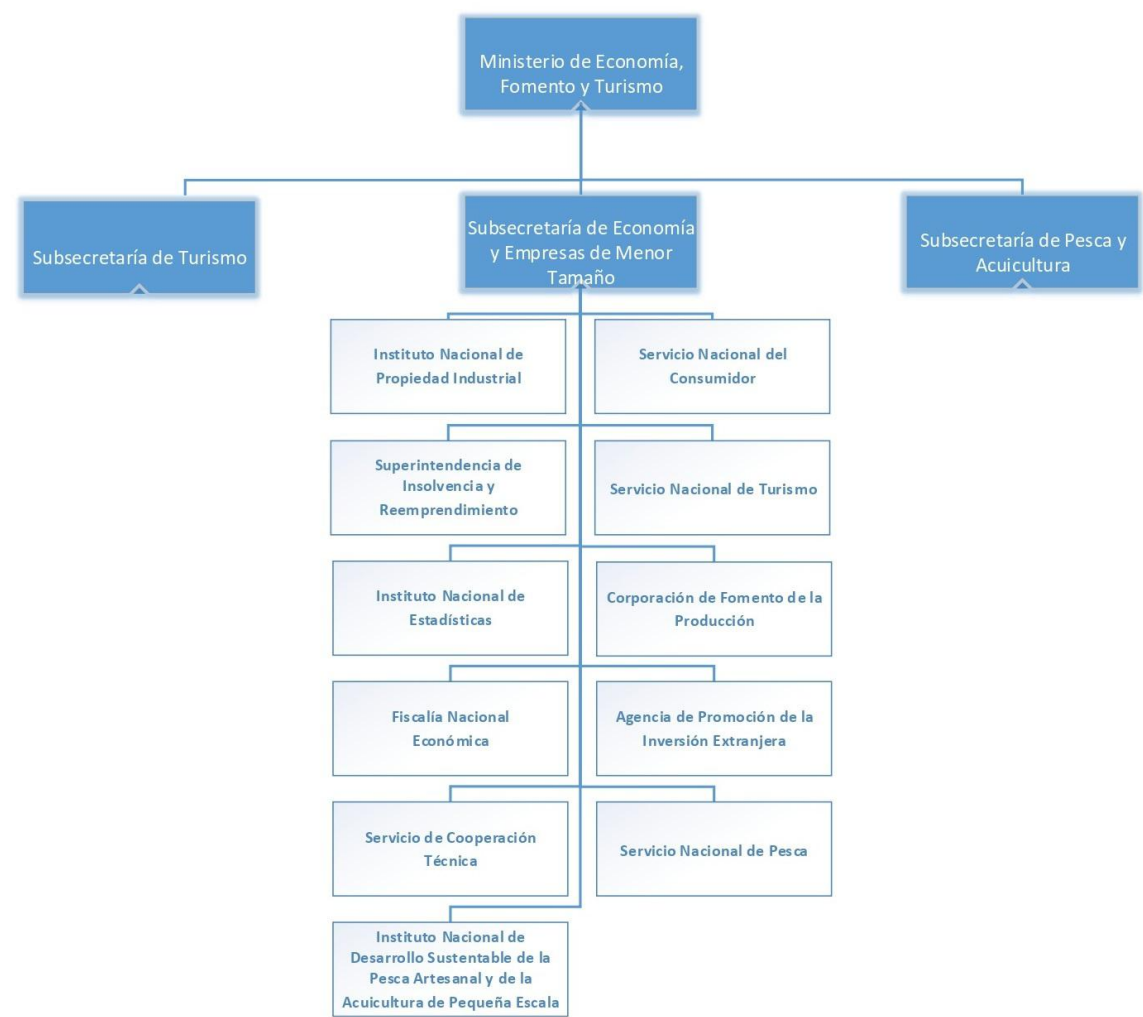 Ministerio de Economía,
Fomento y Turismo
Subsecretaría de Turismo
Subsecretaría de Economía
y Empresas de Menor
Tamaño
Subsecretaría de Pesca y
Acuicultura
Instituto Nacional de
Propiedad Industrial
Servicio Nacional del
Consumidor
Superintendencia de
Insolvencia y
Reemprendimiento
Servicio Nacional de Turismo
Instituto Nacional de
Estadísticas
Corporación de Fomento de la
Producción
Fiscalía Nacional
Económica
Agencia de Promoción de la
Inversión Extranjera
Servicio de Cooperación
Técnica
Servicio Nacional de Pesca
Instituto Nacional de
Desarrollo Sustentable de la
Pesca Artesanal y de la
Acuicultura de Pequeña Escala